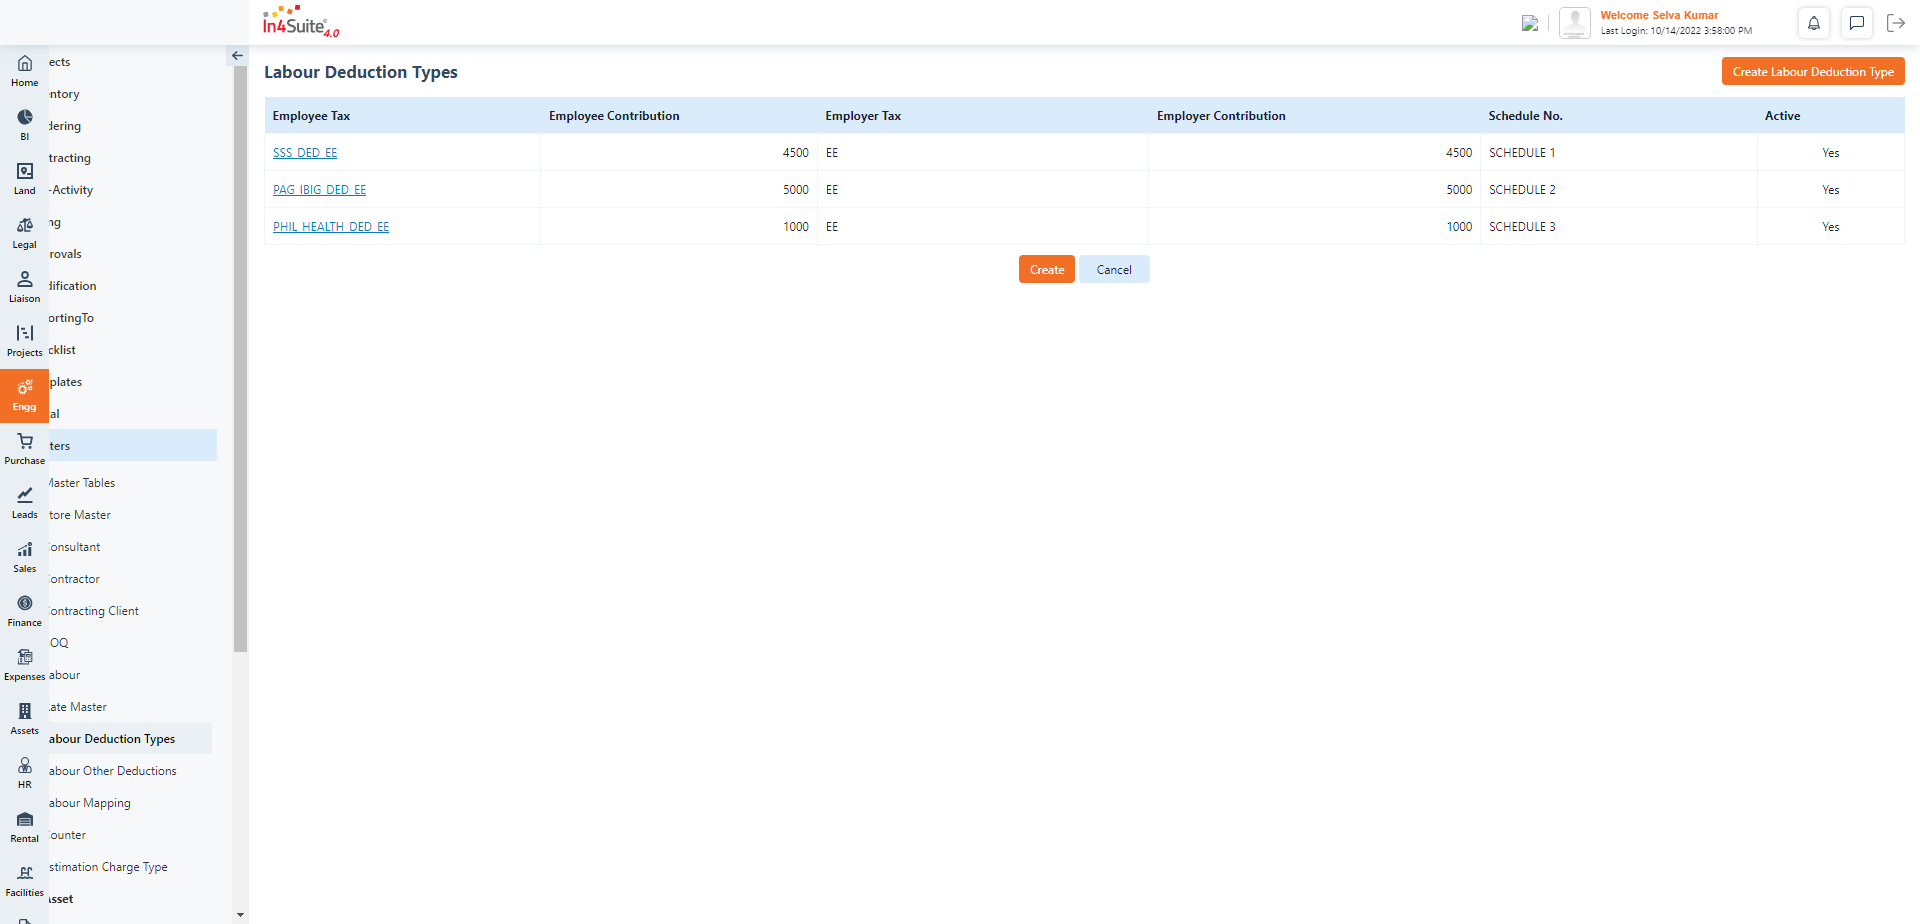 In4Suite® 4.0
Welcome Selva Kumar
Last Login: 10/14/2022 3:58:00 PM
Home
BI
Land
Legal
Liaison
Projects
Engg
Purchase
Leads
Sales
Finance
Expenses
Assets
HR
Rental
Facilities
ects
ntory
dering
tracting
-Activity
ng
rovals
dification
ortingTo
cklist
plates
al
ters
Master Tables
tore Master
Consultant
Contractor
Contracting Client
OQ
abour
ate Master
abour Deduction Types
abour Other Deductions
abour Mapping
Counter
stimation Charge Type
sset
Labour Deduction Types
Create Labour Deduction Type
Employee Tax Employee Contribution Employer Tax Employer Contribution Schedule No. Active
SSS_DED_EE 4500 EE 4500 SCHEDULE 1 Yes
PAG_IBIG_DED_EE 5000 EE 5000 SCHEDULE 2 Yes
PHIL_HEALTH_DED_EE 1000 EE 1000 SCHEDULE 3 Yes
Create Cancel